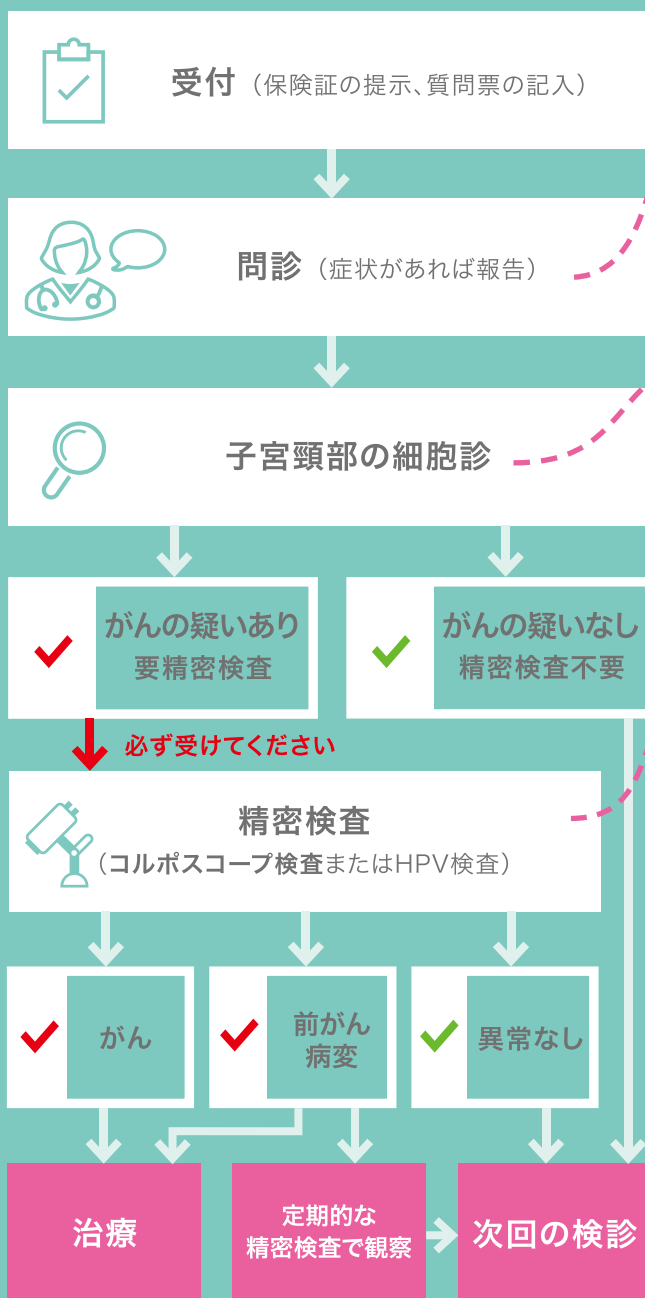 受付（保険証の提示、質問票の記入）
問診（症状があれば報告）
子宮頸部の細胞診
がんの疑いあり
要精密検査
がんの疑いなし
精密検査不要
必ず受けてください
精密検査
（コルポスコープ検査またはHPV検査）
がん
前がん
病変
異常なし
治療
定期的な
精密検査で観察
次回の検診